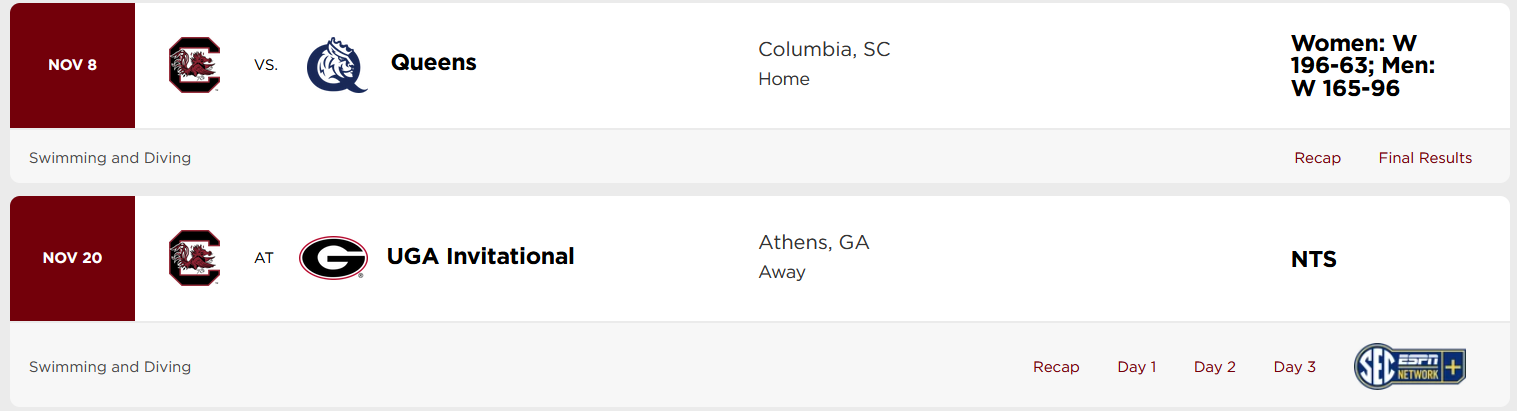 NOV 8
VS.
Queens
Columbia, SC
Home
Women: W
196-63; Men:
W 165-96
Swimming and Diving
Recap
Final Results
NOV 20
AT
UGA Invitational
Athens, GA
Away
NTS
Swimming and Diving
Recap
Day 1
Day 2
Day 3
SEC ESPN
NETWORK +